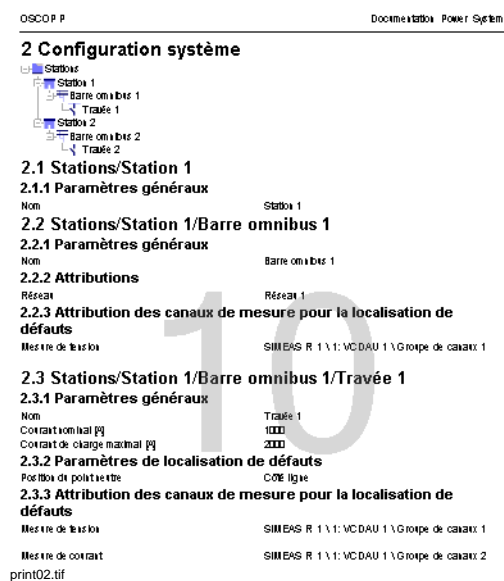 OSCOP P Documentation Power System
2 Configuration système
Stations
Station 1
Barre omnibus 1
Travée 1
Station 2
Barre omnibus 2
Travée 2
2.1 Stations/Station 1
2.1.1 Paramètres généraux
Nom Station 1
2.2 Stations/Station 1/Barre omnibus 1
2.2.1 Paramètres généraux
Nom Barre omnibus 1
2.2.2 Attributions
Réseau Réseau 1
2.2.3 Attribution des canaux de mesure pour la localisation de
défauts
Mesure de tension SIMEAS R 1 \ 1: VCDAU 1 \ Groupe de canaux 1
10
2.3 Stations/Station 1/Barre omnibus 1/Travée 1
2.3.1 Paramètres généraux
Nom Travée 1
Courant nominal [A] 1000
Courant de charge maximal [A] 2000
2.3.2 Paramètres de localisation de défauts
Position du point neutre Côté ligne
2.3.3 Attribution des canaux de mesure pour la localisation de
défauts
Mesure de tension SIMEAS R 1 \ 1: VCDAU 1 \ Groupe de canaux 1
Mesure de courant SIMEAS R 1 \ 1: VCDAU 1 \ Groupe de canaux 2
print02.tif